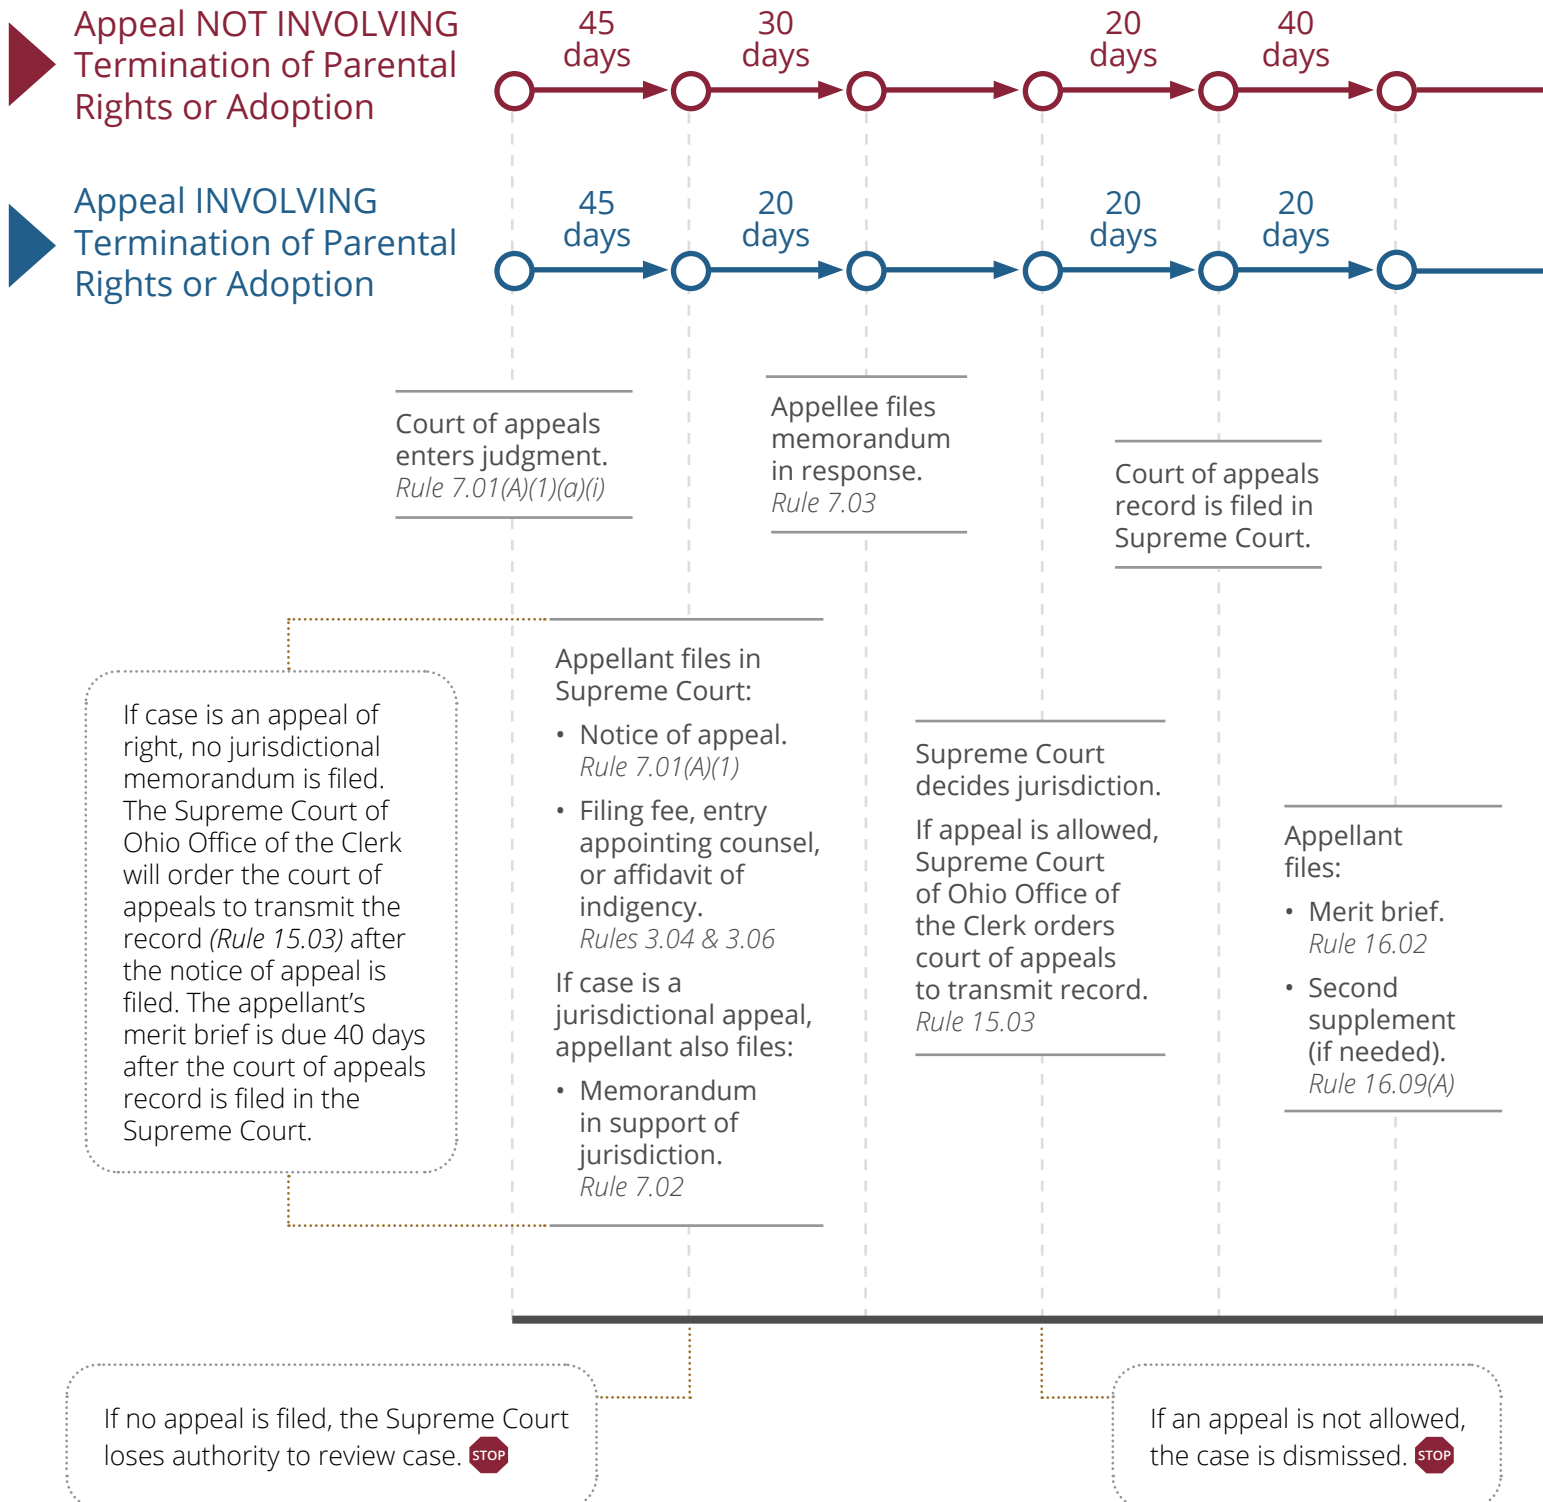 Appeal NOT INVOLVING
Termination of Parental
Rights or Adoption
45
days
30
days
20
days
40
days
Appeal INVOLVING
Termination of Parental
Rights or Adoption
45
days
20
days
20
days
20
days
Court of appeals
enters judgment.
Rule 7.01(A)(1)(a)(i)
Appellee files
memorandum
in response.
Rule 7.03
Court of appeals
record is filed in
Supreme Court.
If case is an appeal of
right, no jurisdictional
memorandum is filed.
The Supreme Court of
Ohio Office of the Clerk
will order the court of
appeals to transmit the
record (Rule 15.03) after
the notice of appeal is
filed. The appellant’s
merit brief is due 40 days
after the court of appeals
record is filed in the
Supreme Court.
Appellant files in
Supreme Court:
• Notice of appeal.
Rule 7.01(A)(1)
• Filing fee, entry
appointing counsel,
or affidavit of
indigency.
Rules 3.04 & 3.06
If case is a
jurisdictional appeal,
appellant also files:
• Memorandum
in support of
jurisdiction.
Rule 7.02
Supreme Court
decides jurisdiction.
If appeal is allowed,
Supreme Court
of Ohio Office of
the Clerk orders
court of appeals
to transmit record.
Rule 15.03
Appellant
files:
• Merit brief.
Rule 16.02
• Second
supplement
(if needed).
Rule 16.09(A)
If no appeal is filed, the Supreme Court
loses authority to review case. STOP
If an appeal is not allowed,
the case is dismissed. STOP